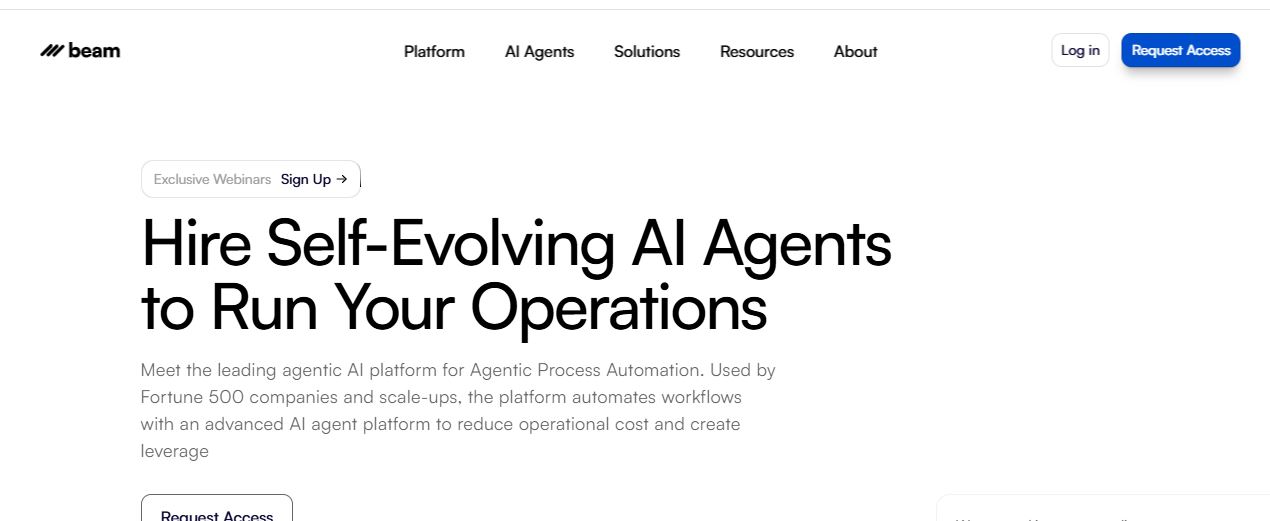 beam
Platform
AI Agents
Solutions
Resources
About
Log in
Request Access
Exclusive Webinars Sign Up →
Hire Self-Evolving AI Agents
to Run Your Operations
Meet the leading agentic AI platform for Agentic Process Automation. Used by
Fortune 500 companies and scale-ups, the platform automates workflows
with an advanced AI agent platform to reduce operational cost and create
leverage
Request Access